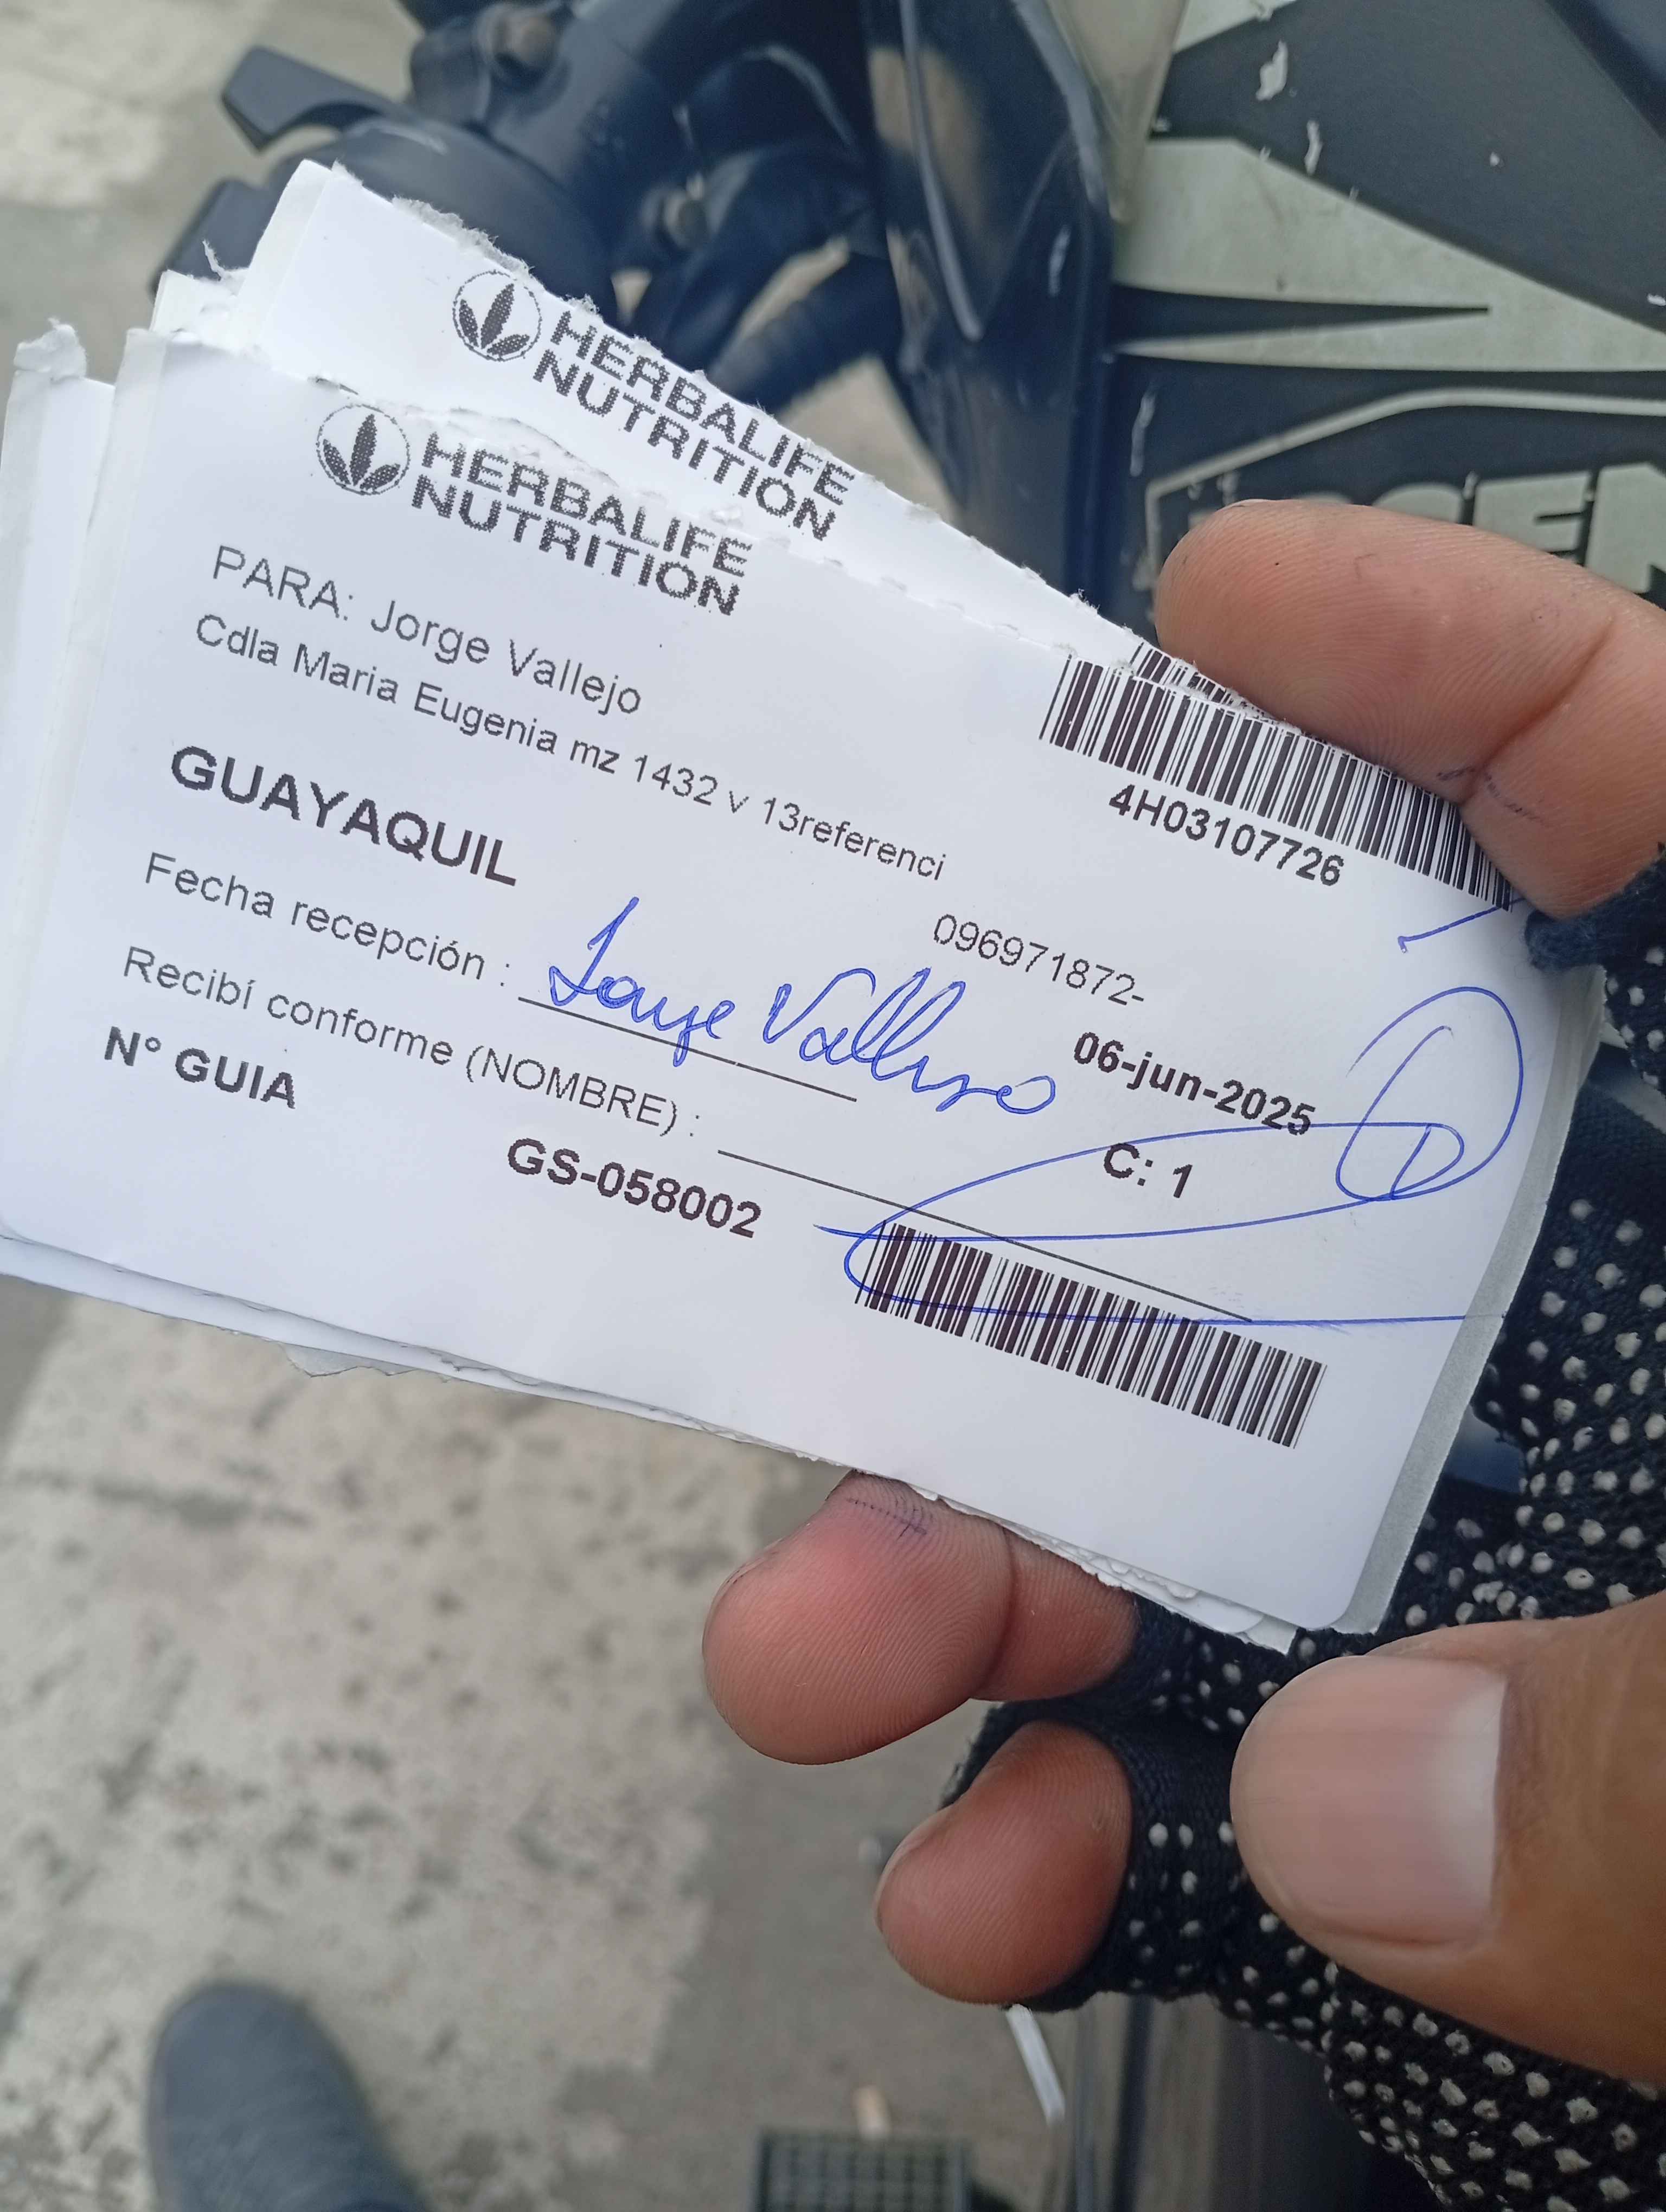 HERBALIFE
NUTRITION
HERBALIFE
NUTRITION
PARA: Jorge Vallejo
Cdla Maria Eugenia mz 1432 v 13referenci
4H03107726
GUAYAQUIL
096971872-
Fecha recepción : Jorge Vallejo
06-jun-2025
Recibí conforme (NOMBRE) :
C: 1
N° GUIA
GS-058002